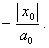 - |x₀| / a₀ .